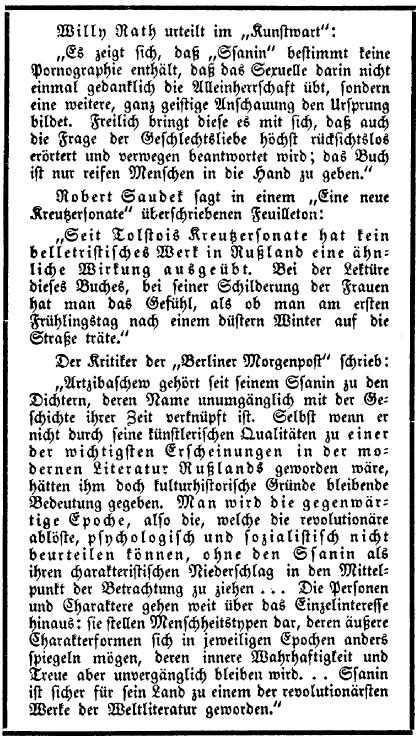 Willy Rath urteilt im „Kunstwart“:
„Es zeigt sich, daß „Ssanin“ bestimmt keine
Pornographie enthält, daß das Sexuelle darin nicht
einmal gedanklich die Alleinherrschaft übt, sondern
eine weitere, ganz geistige Anschauung den Ursprung
bildet. Freilich bringt diese es mit sich, daß auch
die Frage der Geschlechtsliebe höchst rücksichtslos
erörtert und verwegen beantwortet wird; das Buch
ist nur reifen Menschen in die Hand zu geben.“
Robert Saudek sagt in einem „Eine neue
Kreutzersonate“ überschriebenen Feuilleton:
„Seit Tolstois Kreutzersonate hat kein
belletristisches Werk in Rußland eine ähn-
liche Wirkung ausgeübt. Bei der Lektüre
dieses Buches, bei seiner Schilderung der Frauen
hat man das Gefühl, als ob man am ersten
Frühlingstag nach einem düstern Winter auf die
Straße träte.“
Der Kritiker der „Berliner Morgenpost“ schrieb:
„Artzibaschew gehört seit seinem Ssanin zu den
Dichtern, deren Name unumgänglich mit der Ge-
schichte ihrer Zeit verknüpft ist. Selbst wenn er
nicht durch seine künstlerischen Qualitäten zu einer
der wichtigsten Erscheinungen in der mo-
dernen Literatur Rußlands geworden wäre,
hätten ihm doch kulturhistorische Gründe bleibende
Bedeutung gegeben. Man wird die gegenwär-
tige Epoche, also die, welche die revolutionäre
ablöste, psychologisch und sozialistisch nicht
beurteilen können, ohne den Ssanin als
ihren charakteristischen Niederschlag in den Mittel-
punkt der Betrachtung zu ziehen ... Die Personen
und Charaktere gehen weit über das Einzelinteresse
hinaus: sie stellen Menschheitstypen dar, deren äußere
Charakterformen sich in jeweiligen Epochen anders
spiegeln mögen, deren innere Wahrhaftigkeit und
Treue aber unvergänglich bleiben wird... Ssanin
ist sicher für sein Land zu einem der revolutionärsten
Werke der Weltliteratur geworden.“